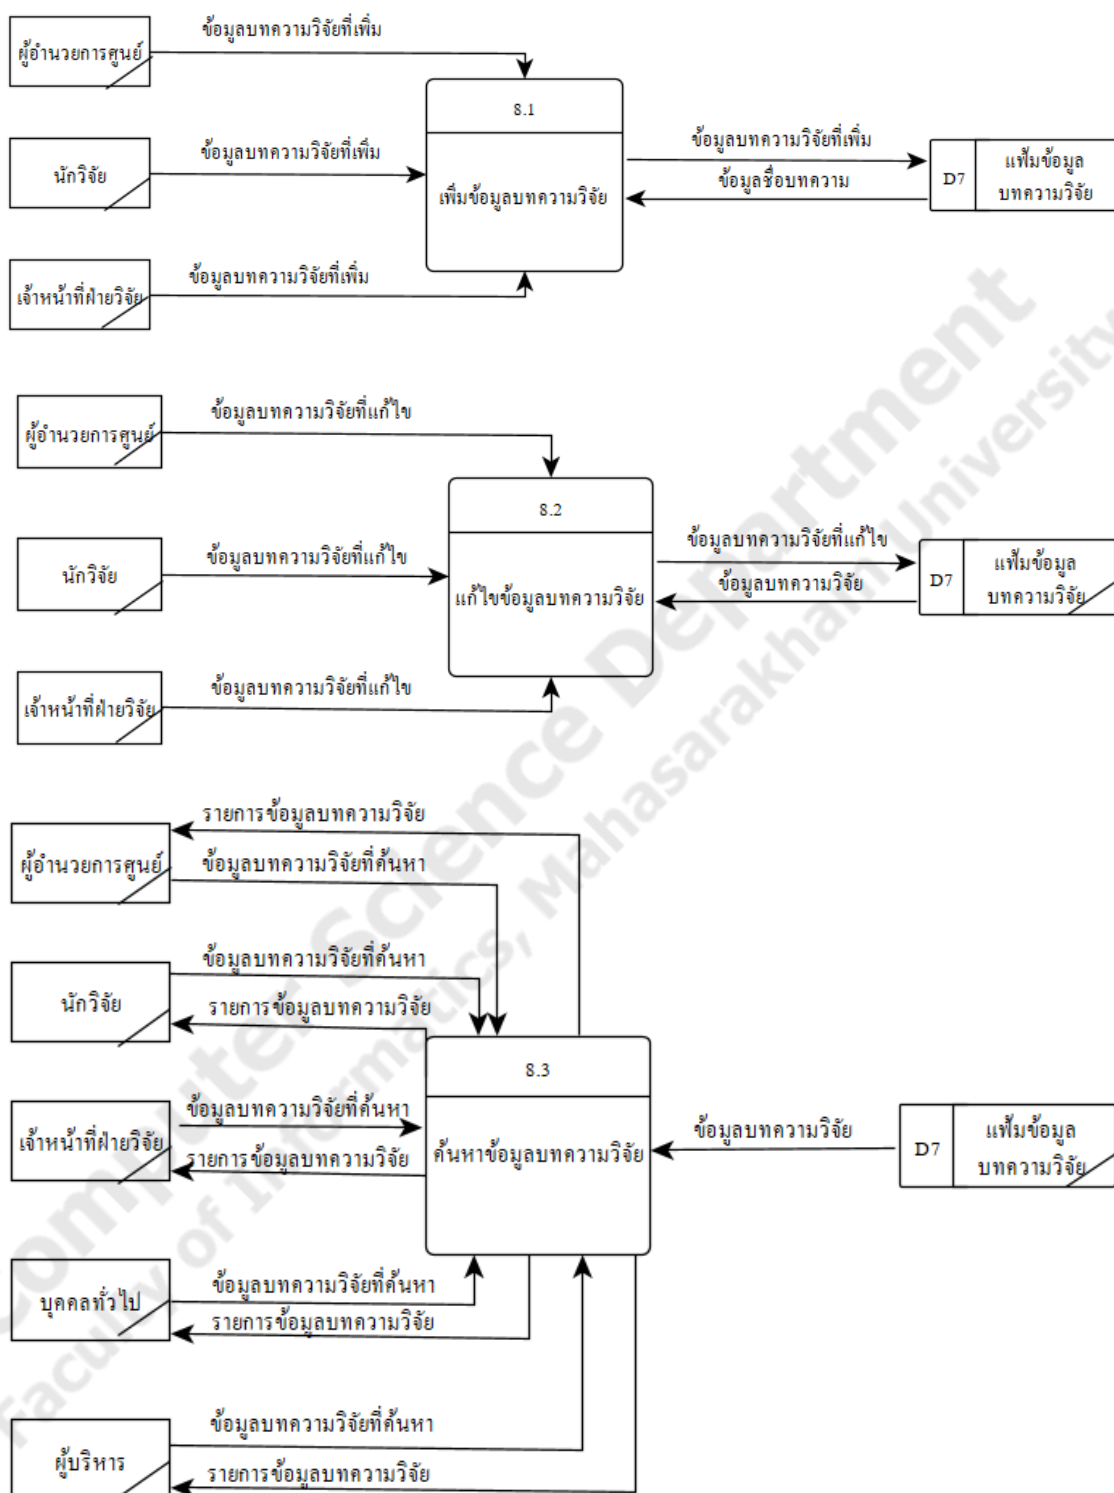 ข้อมูลบทความวิจัยที่เพิ่ม
ผู้อำนวยการศูนย์
8.1
ข้อมูลบทความวิจัยที่เพิ่ม
นักวิจัย
เพิ่มข้อมูลบทความวิจัย
ข้อมูลบทความวิจัยที่เพิ่ม
ข้อมูลชื่อบทความ
D7
แฟ้มข้อมูล
บทความวิจัย
ข้อมูลบทความวิจัยที่เพิ่ม
เจ้าหน้าที่ฝ่ายวิจัย
ข้อมูลบทความวิจัยที่แก้ไข
ผู้อำนวยการศูนย์
8.2
ข้อมูลบทความวิจัยที่แก้ไข
นักวิจัย
แก้ไขข้อมูลบทความวิจัย
ข้อมูลบทความวิจัยที่แก้ไข
ข้อมูลบทความวิจัย
D7
แฟ้มข้อมูล
บทความวิจัย
ข้อมูลบทความวิจัยที่แก้ไข
เจ้าหน้าที่ฝ่ายวิจัย
รายการข้อมูลบทความวิจัย
ผู้อำนวยการศูนย์
ข้อมูลบทความวิจัยที่ค้นหา
ข้อมูลบทความวิจัยที่ค้นหา
นักวิจัย
รายการข้อมูลบทความวิจัย
8.3
ข้อมูลบทความวิจัยที่ค้นหา
เจ้าหน้าที่ฝ่ายวิจัย
รายการข้อมูลบทความวิจัย
ค้นหาข้อมูลบทความวิจัย
ข้อมูลบทความวิจัย
D7
แฟ้มข้อมูล
บทความวิจัย
ข้อมูลบทความวิจัยที่ค้นหา
บุคคลทั่วไป
รายการข้อมูลบทความวิจัย
ข้อมูลบทความวิจัยที่ค้นหา
ผู้บริหาร
รายการข้อมูลบทความวิจัย
Computer Science Department
Faculty of Informatics, Mahasarakham University